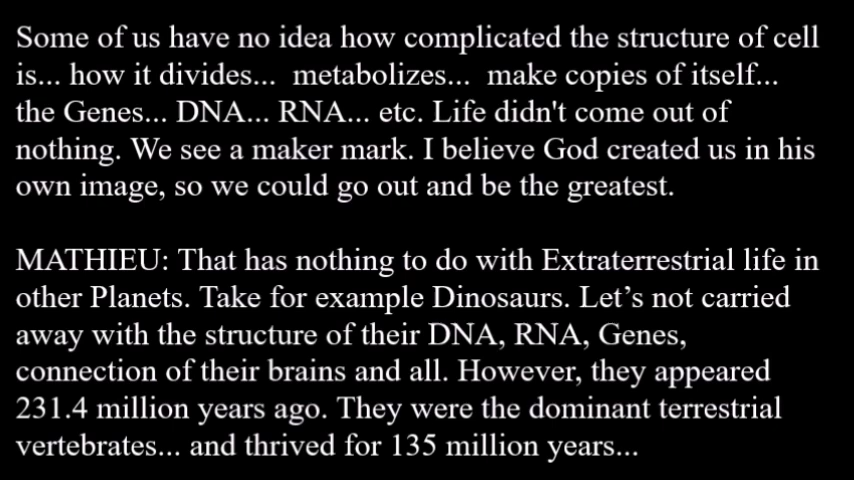 Some of us have no idea how complicated the structure of cell
is... how it divides...  metabolizes...  make copies of itself...
the Genes... DNA... RNA... etc. Life didn't come out of
nothing. We see a maker mark. I believe God created us in his
own image, so we could go out and be the greatest.
MATHIEU: That has nothing to do with Extraterrestrial life in
other Planets. Take for example Dinosaurs. Let’s not carried
away with the structure of their DNA, RNA, Genes,
connection of their brains and all. However, they appeared
231.4 million years ago. They were the dominant terrestrial
vertebrates... and thrived for 135 million years...